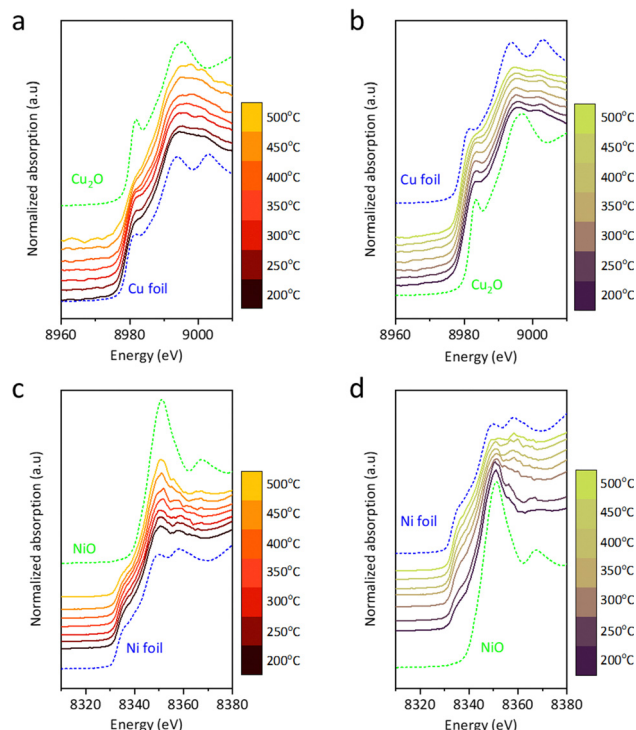 a
Normalized absorption (a.u)
Cu₂O
Cu foil
500°C
450°C
400°C
350°C
300°C
250°C
200°C
8960 8980 9000
Energy (eV)
b
Normalized absorption (a.u)
Cu foil
Cu₂O
500°C
450°C
400°C
350°C
300°C
250°C
200°C
8960 8980 9000
Energy (eV)
c
Normalized absorption (a.u)
NiO
Ni foil
500°C
450°C
400°C
350°C
300°C
250°C
200°C
8320 8340 8360 8380
Energy (eV)
d
Normalized absorption (a.u)
Ni foil
NiO
500°C
450°C
400°C
350°C
300°C
250°C
200°C
8320 8340 8360 8380
Energy (eV)